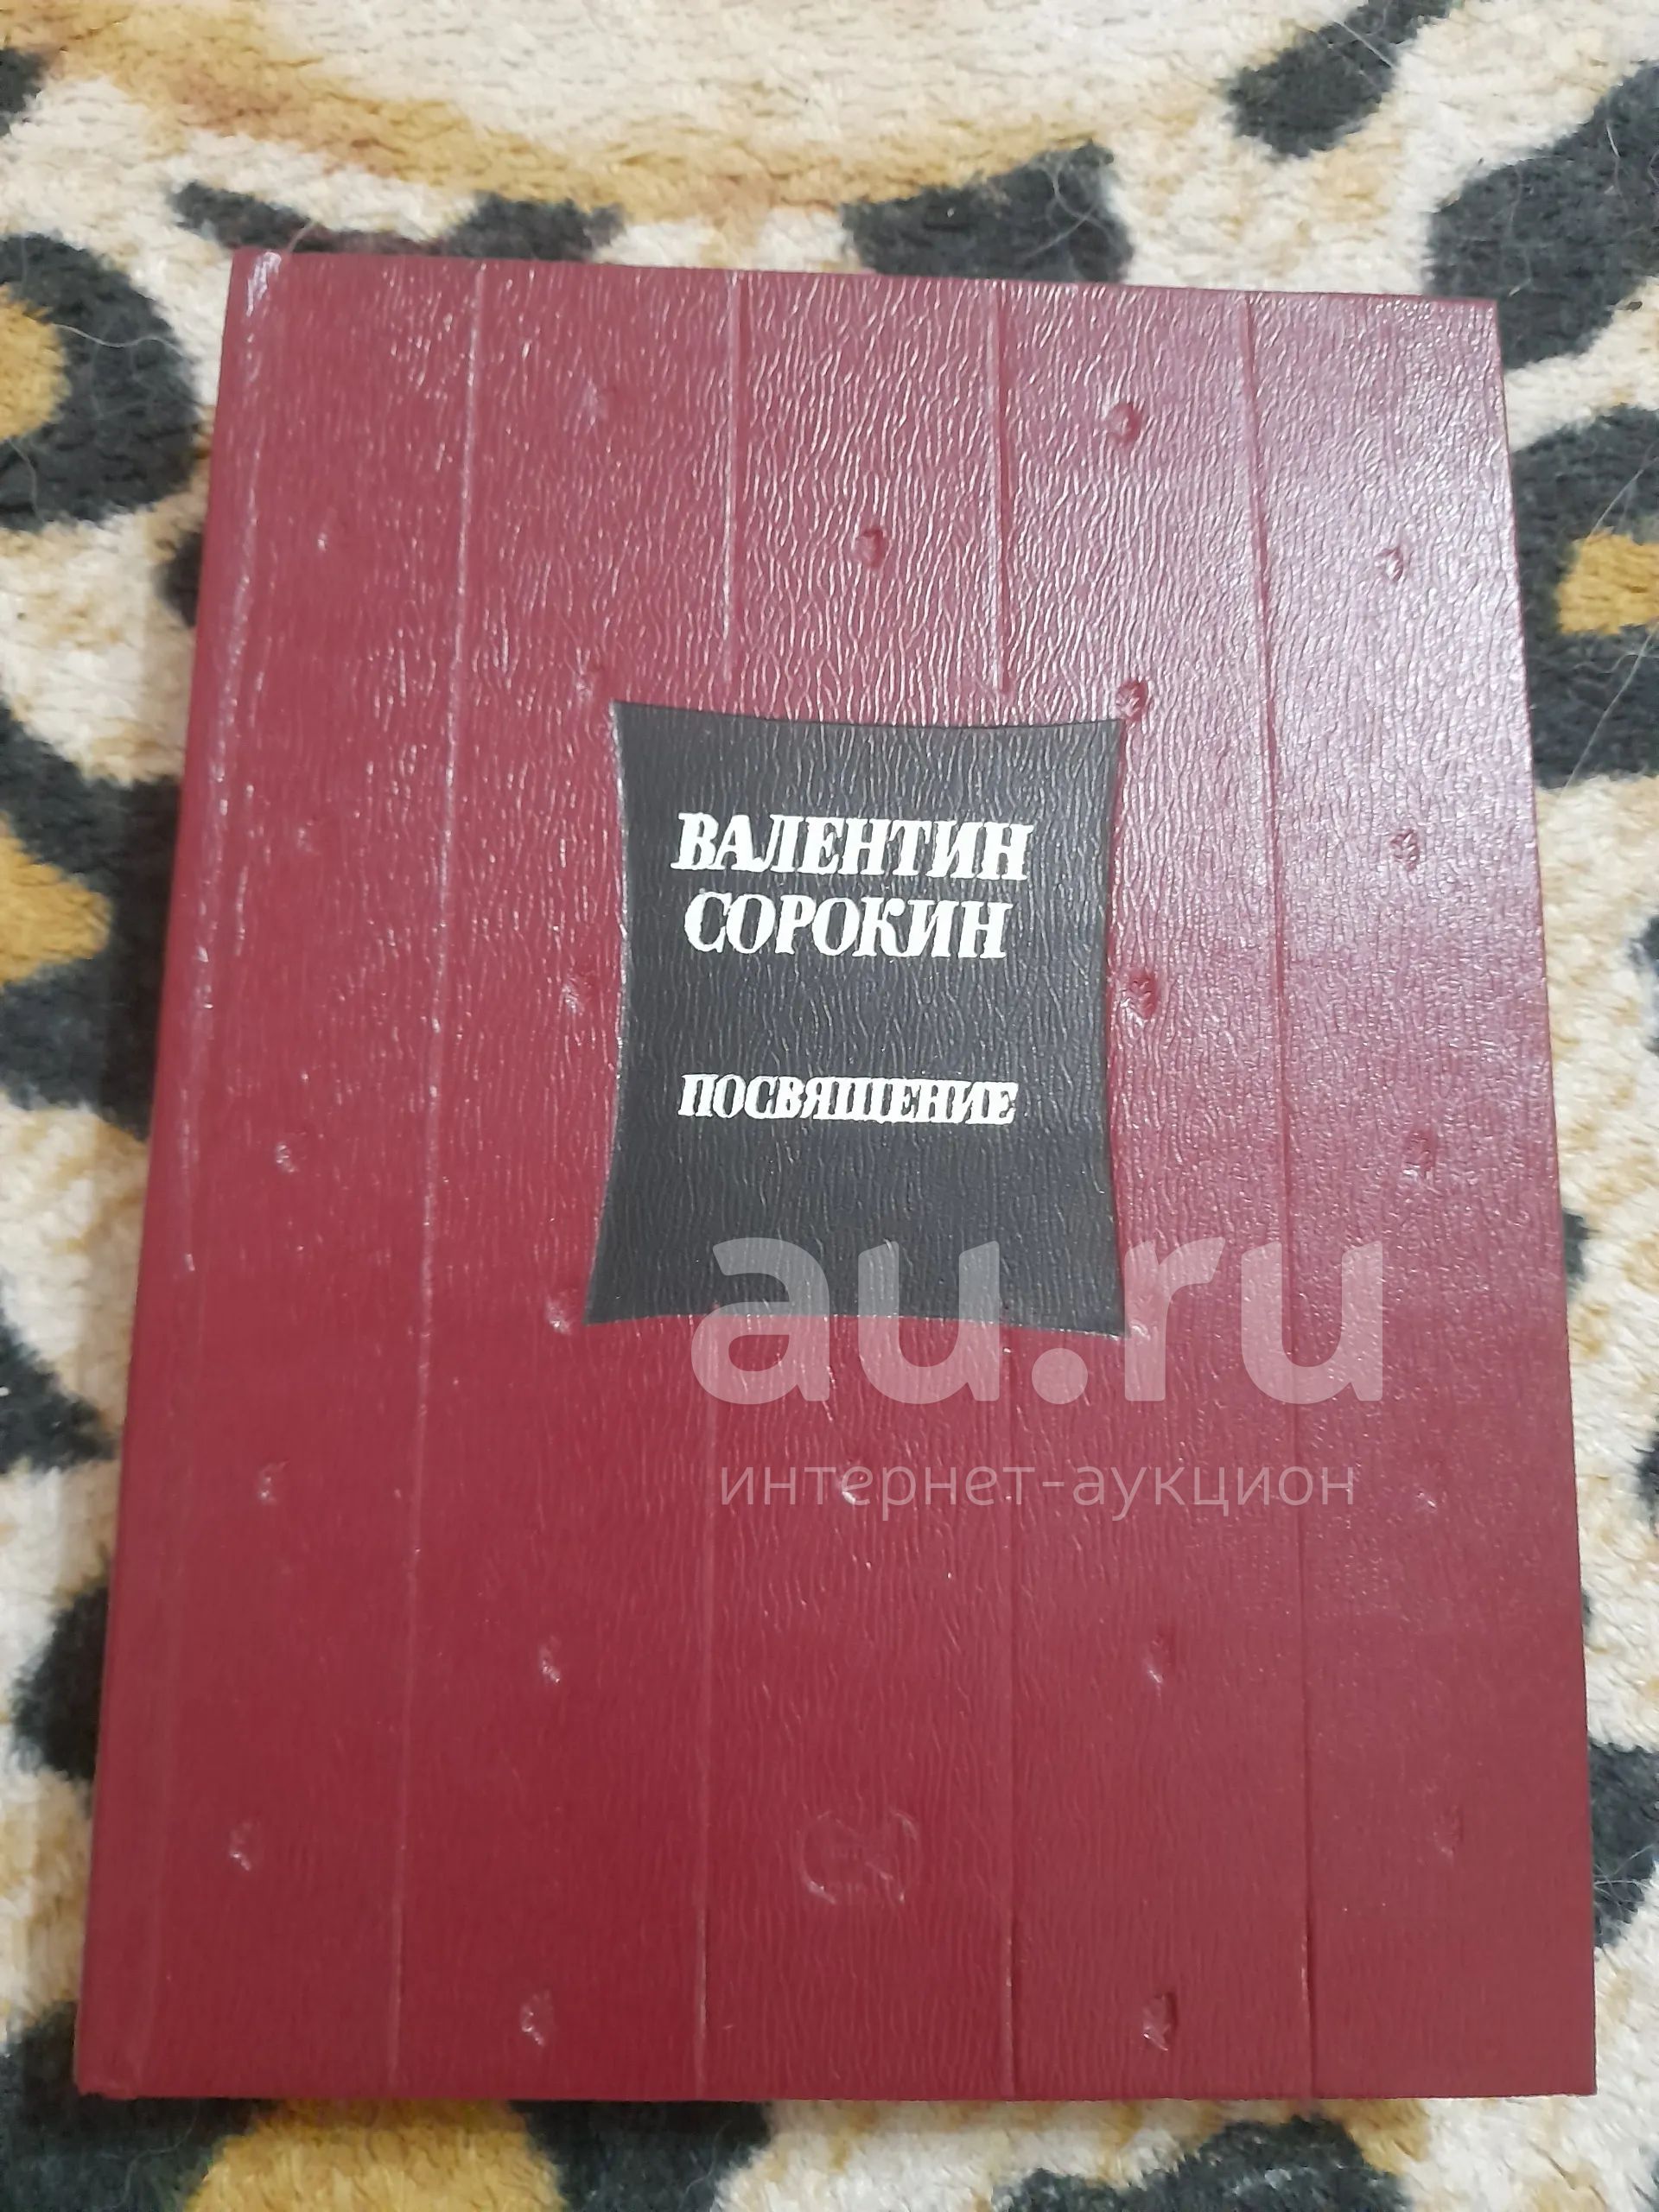 ВАЛЕНТИН
СОРОКИН
ПОСВЯЩЕНИЕ
au.ru
интернет-аукцион